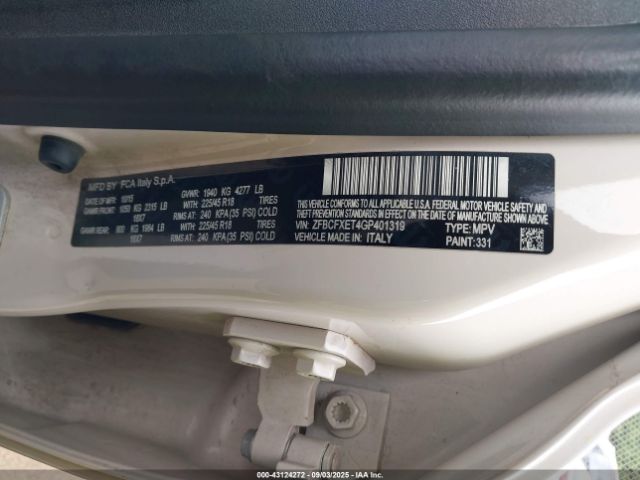 MFD BY FCA Italy S.p.A.
DATE OF MFR: 10/15 GVWR: 1940 KG 4277 LB
GAWR FRONT: 1050 KG 2315 LB WITH 225/45 R18 TIRES
18X7 RIMS AT: 240 KPA(35 PSI) COLD
GAWR REAR: 900 KG 1984 LB WITH 225/45 R18 TIRES
18X7 RIMS AT: 240 KPA(35 PSI) COLD
THIS VEHICLE CONFORMS TO ALL APPLICABLE U.S.A. FEDERAL MOTOR VEHICLE SAFETY AND
THEFT PREVENTION STANDARDS IN EFFECT ON THE DATE OF MANUFACTURE SHOWN ABOVE.
VIN: ZFBCFXET4GP401319 TYPE: MPV
VEHICLE MADE IN: ITALY PAINT: 331
000-43124272 - 09/03/2025 - IAAI.com